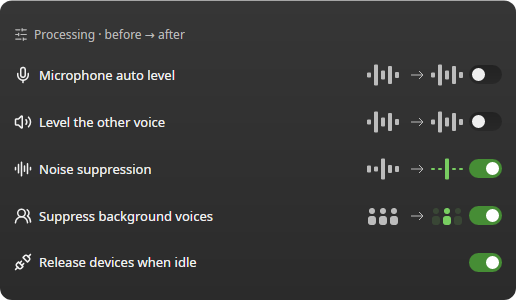 Processing · before → after
Microphone auto level
Level the other voice
Noise suppression
Suppress background voices
Release devices when idle